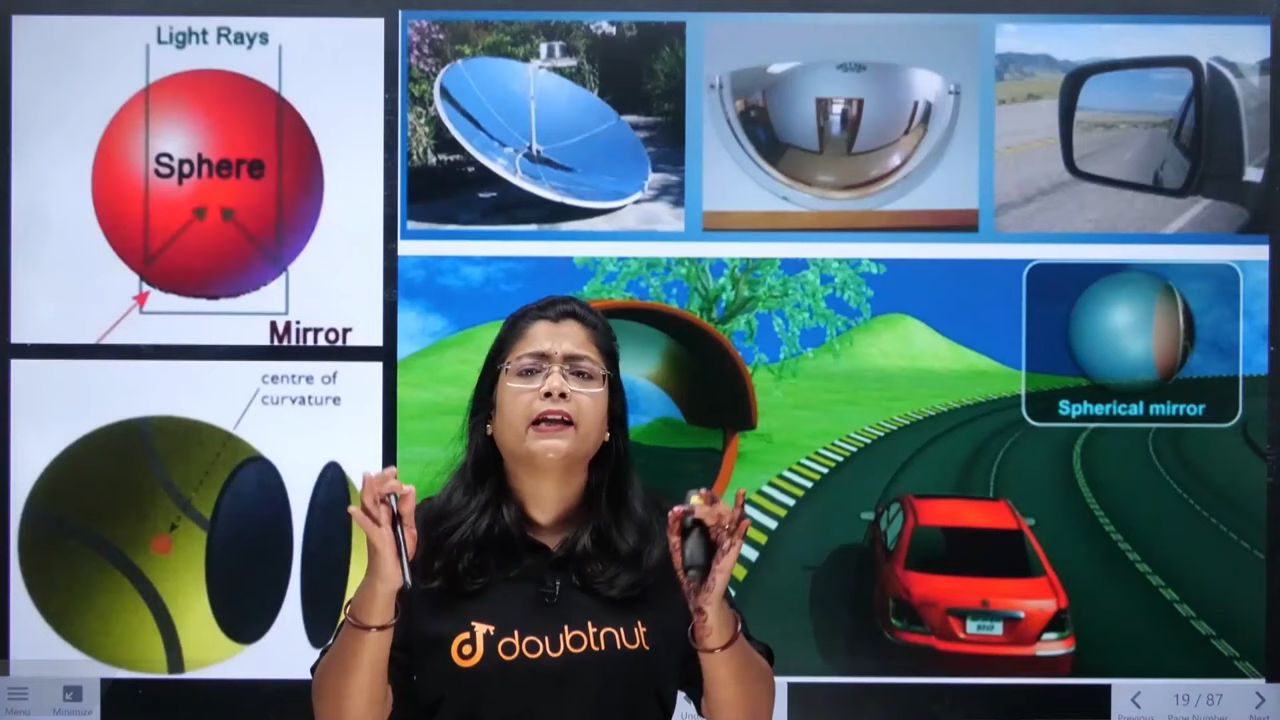 Light Rays
Sphere
Mirror
centre of
curvature
Spherical mirror
doubtnut
Menu
Minimize
19 / 87
Previous
Page Number
Next